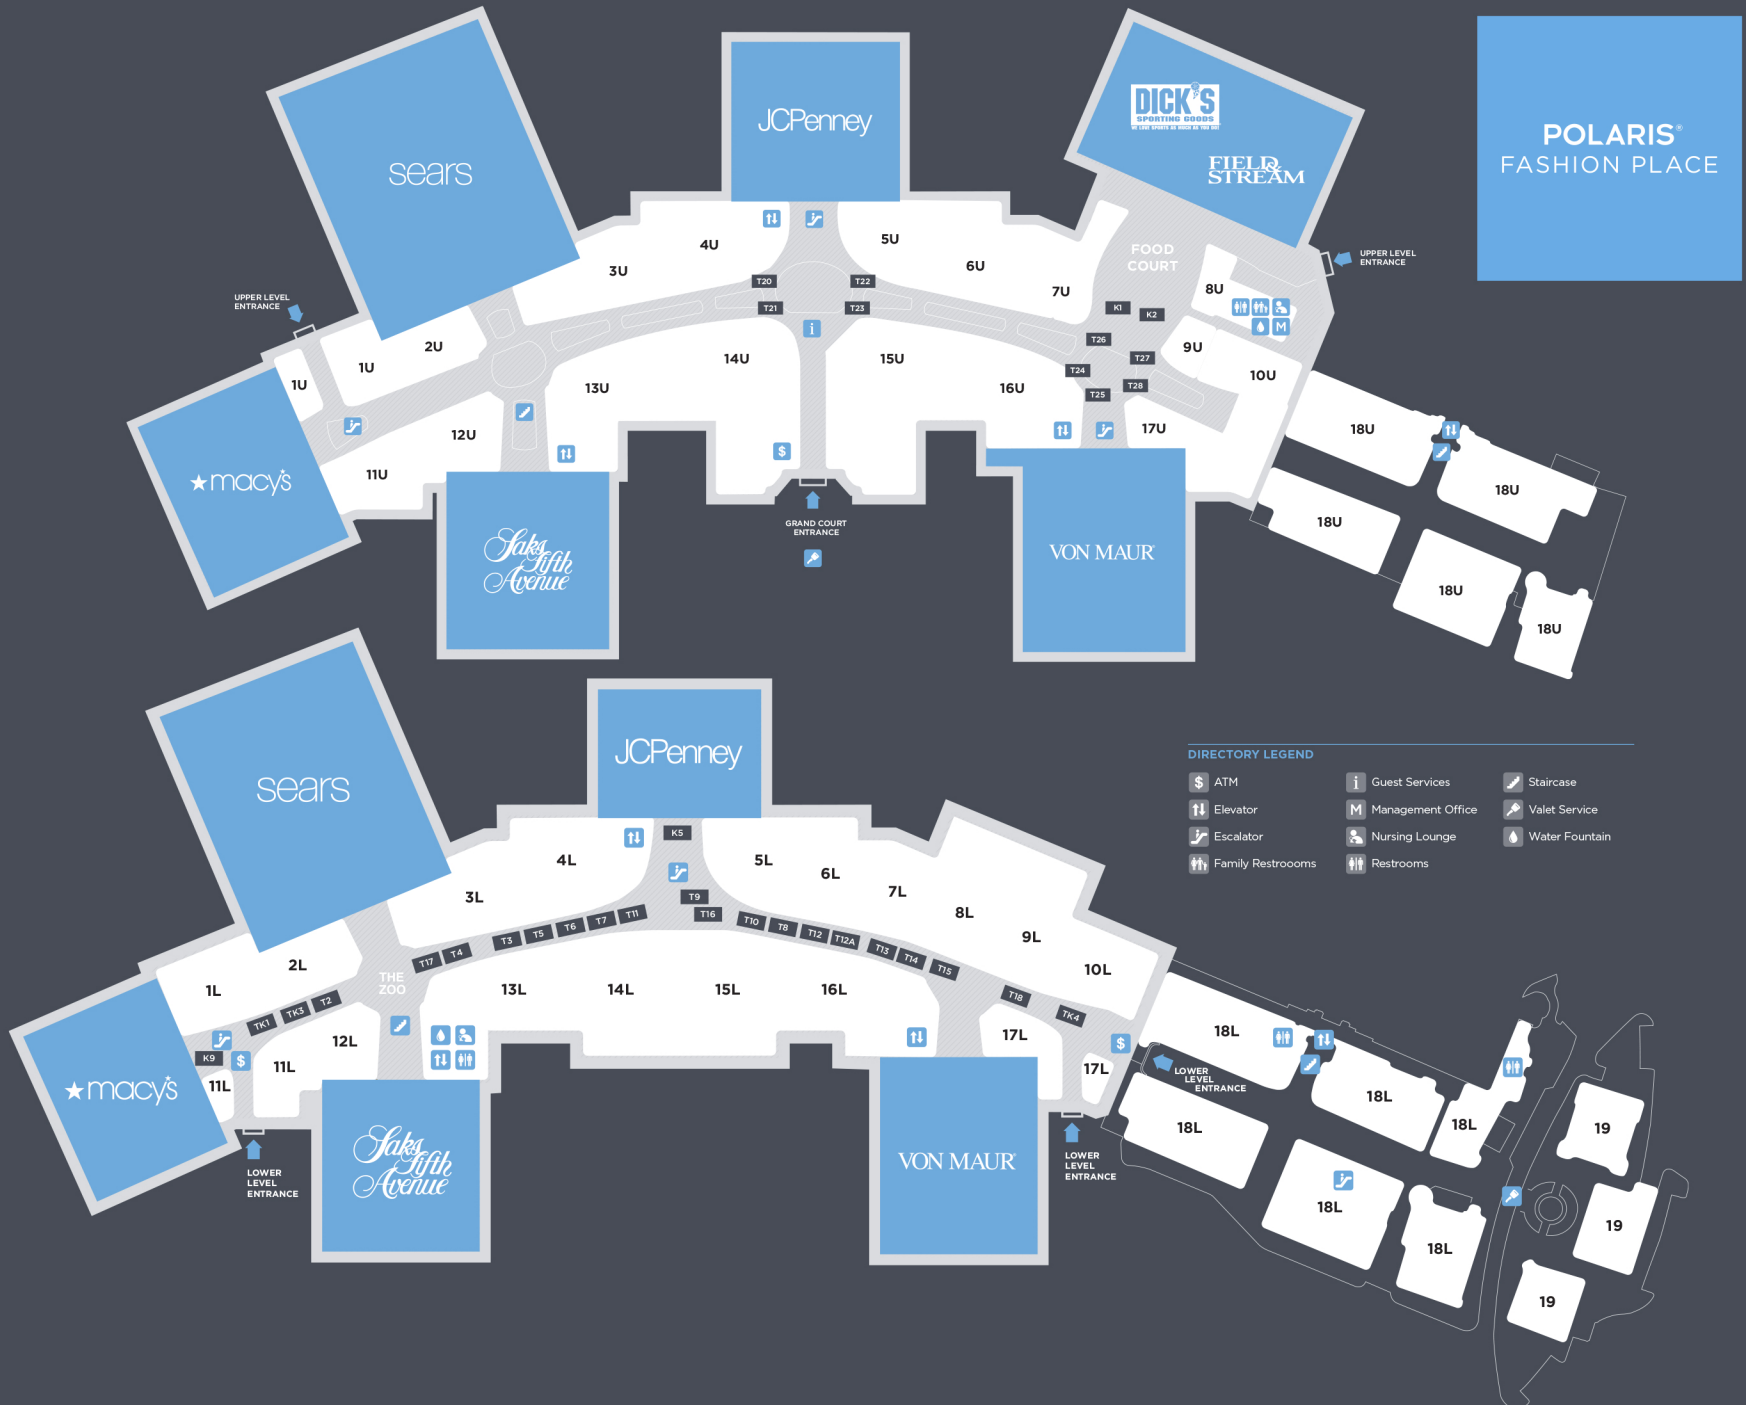 POLARIS®
FASHION PLACE
sears
JCPenney
DICK'S
SPORTING GOODS
FIELD &
STREAM
FOOD
COURT
UPPER LEVEL
ENTRANCE
4U
5U
6U
3U
7U
8U
T20
T22
T21
T23
i
K1
K2
T26
T27
T24
T28
T25
M
UPPER LEVEL
ENTRANCE
2U
1U
1U
14U
15U
9U
10U
13U
16U
12U
17U
11U
$
18U
18U
18U
18U
18U
★macy's
Saks
Fifth
Avenue
GRAND COURT
ENTRANCE
VON MAUR
sears
JCPenney
K5
4L
5L
6L
3L
7L
8L
9L
10L
T9
T16
T11
T7
T6
T5
T3
T4
T17
T10
T8
T12
T12A
T13
T14
T15
T18
TK4
2L
1L
THE
ZOO
T2
TK3
TK1
13L
14L
15L
16L
17L
12L
11L
K9
$
11L
17L
$
★macy's
LOWER
LEVEL
ENTRANCE
Saks
Fifth
Avenue
VON MAUR
LOWER
LEVEL
ENTRANCE
LOWER
LEVEL
ENTRANCE
18L
18L
18L
18L
18L
18L
19
19
19
DIRECTORY LEGEND
$ ATM
Elevator
Escalator
Family Restrooms
i Guest Services
M Management Office
Nursing Lounge
Restrooms
Staircase
Valet Service
Water Fountain